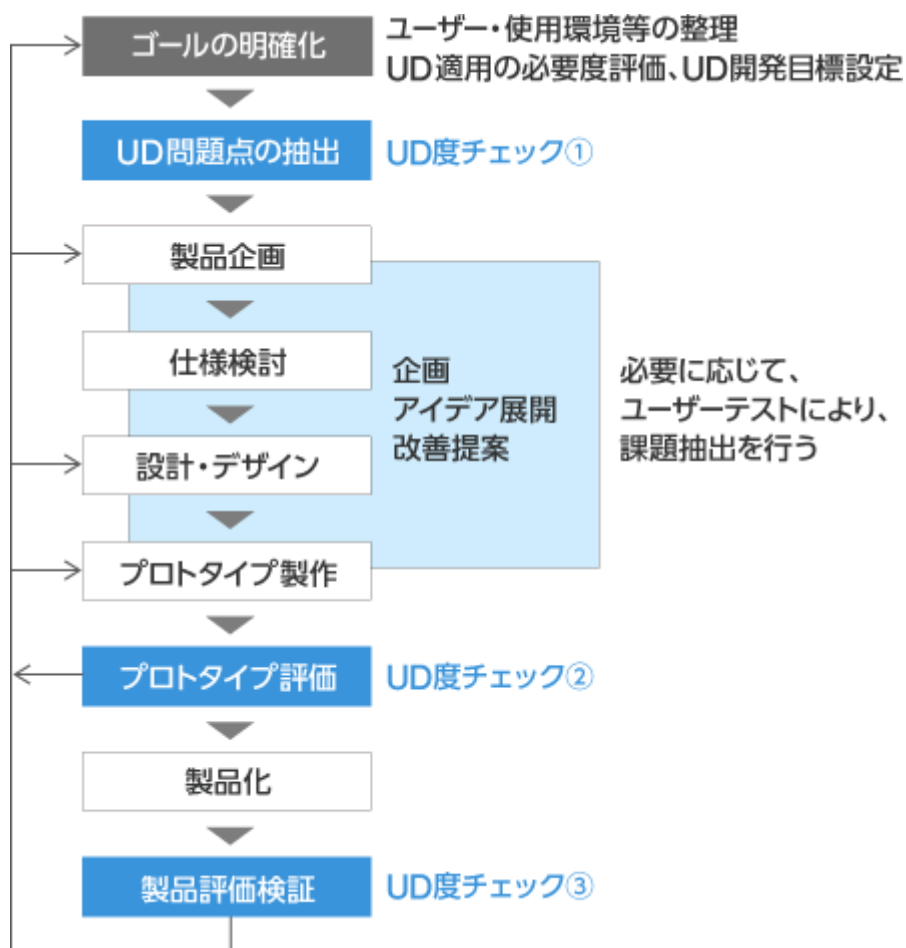 ゴールの明確化
ユーザー・使用環境等の整理
UD適用の必要度評価、UD開発目標設定
UD問題点の抽出
UD度チェック①
製品企画
仕様検討
設計・デザイン
プロトタイプ製作
企画
アイデア展開
改善提案
必要に応じて、
ユーザーテストにより、
課題抽出を行う
プロトタイプ評価
UD度チェック②
製品化
製品評価検証
UD度チェック③